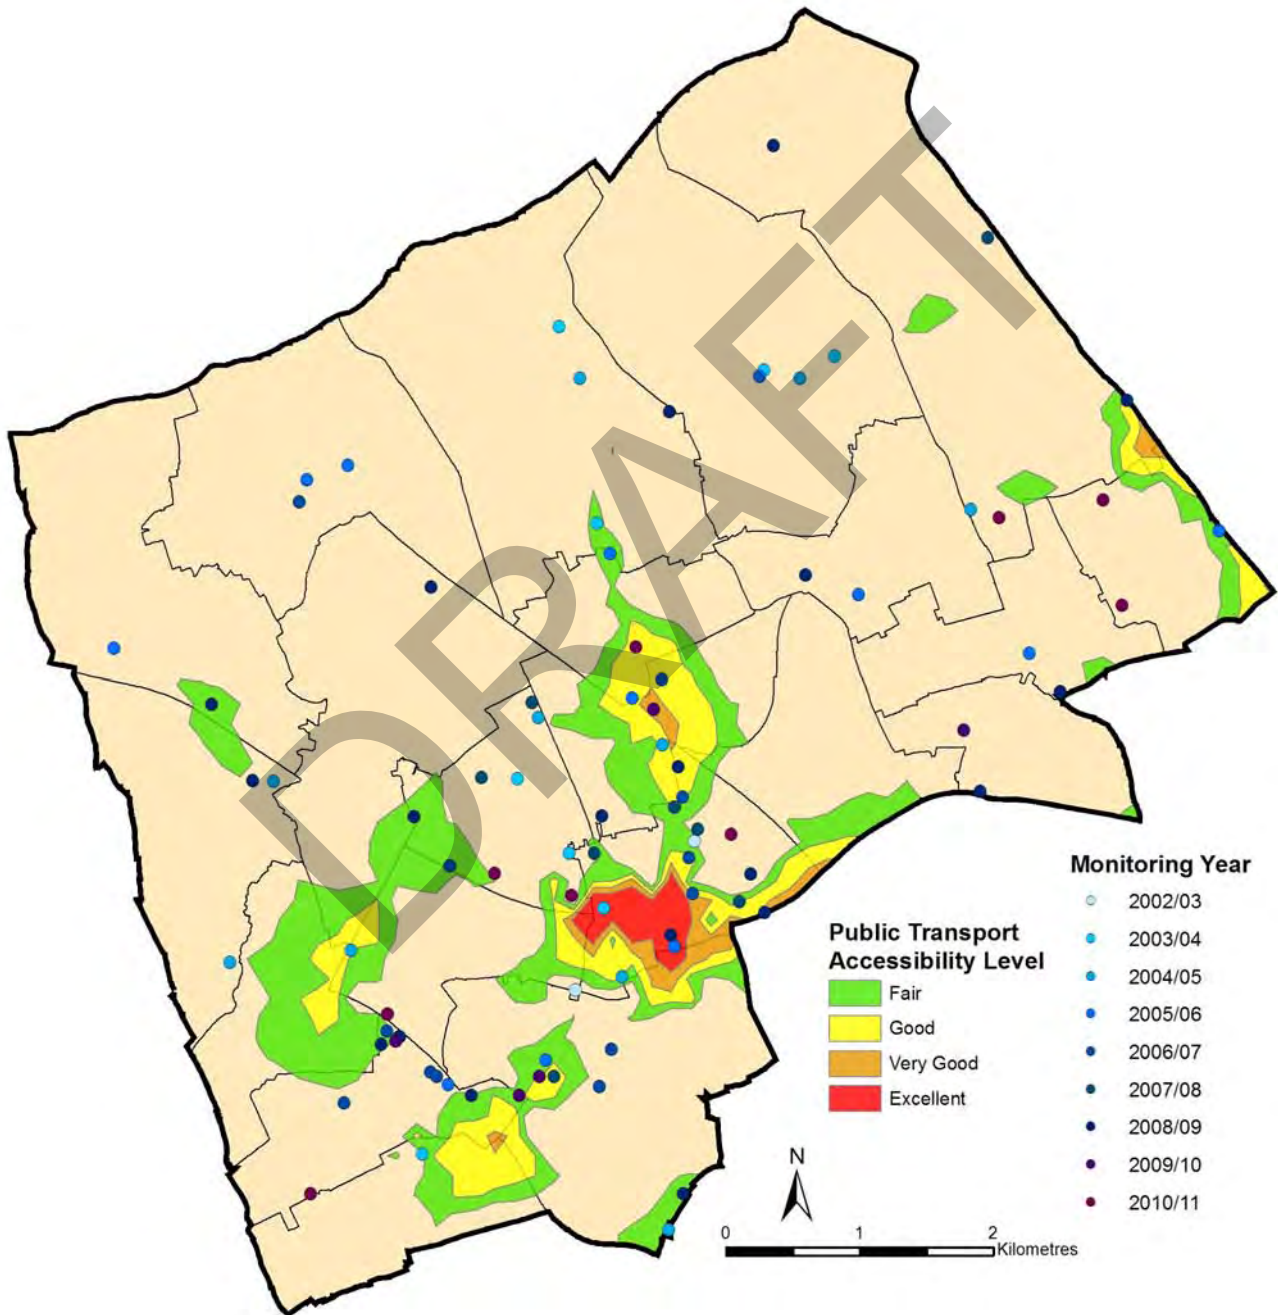 DRAFT
Monitoring Year
2002/03
2003/04
2004/05
2005/06
2006/07
2007/08
2008/09
2009/10
2010/11
Public Transport
Accessibility Level
Fair
Good
Very Good
Excellent
N
0 1 2
Kilometres